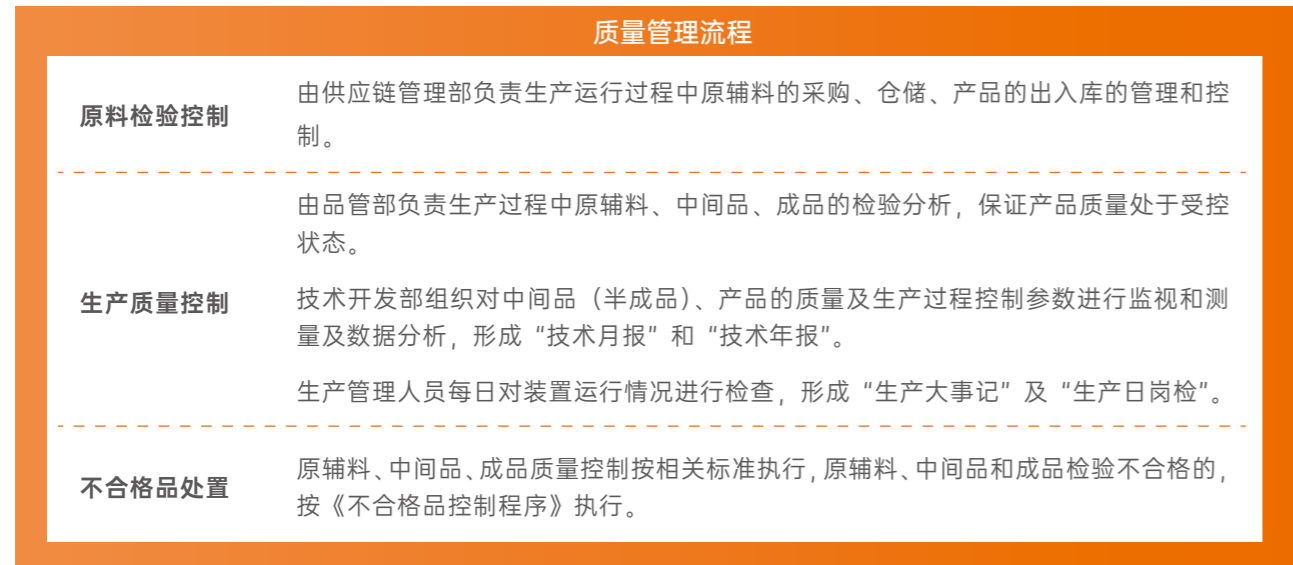 质量管理流程
原料检验控制
由供应链管理部负责生产运行过程中原辅料的采购、仓储、产品的出入库的管理和控
制。
生产质量控制
由品管部负责生产过程中原辅料、中间品、成品的检验分析，保证产品质量处于受控
状态。
技术开发部组织对中间品（半成品）、产品的质量及生产过程控制参数进行监视和测
量及数据分析，形成“技术月报”和“技术年报”。
生产管理人员每日对装置运行情况进行检查，形成“生产大事记”及“生产日岗检”。
不合格品处置
原辅料、中间品、成品质量控制按相关标准执行，原辅料、中间品和成品检验不合格的，
按《不合格品控制程序》执行。